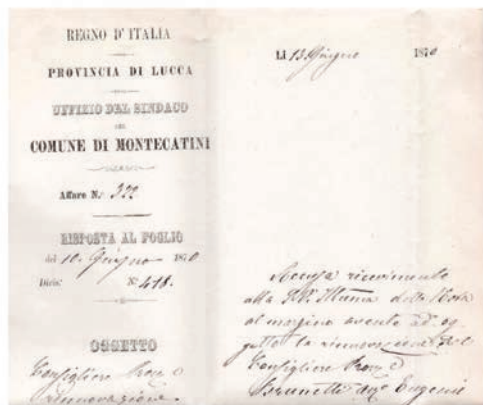 REGNO D'ITALIA
PROVINCIA DI LUCCA
UFFIZIO DEL SINDACO
DEL
COMUNE DI MONTECATINI
Affare N. 322
RISPOSTA AL FOGLIO
del 10. Giugno 1870
Divis. N. 418.
OGGETTO
Consigliere Prov
rinnovazione.
Li 13 Giugno 1870
Accusa ricevimento
alla S.V. Illma della Nota
al margine avente ad og
getto la rinnovazione del
Consigliere Prov
Brunetti Eugenio